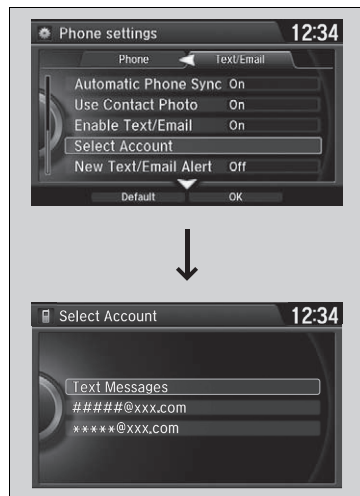 Phone settings 12:34
Phone Text/Email
Automatic Phone Sync On
Use Contact Photo On
Enable Text/Email On
Select Account
New Text/Email Alert Off
Default OK
Select Account 12:34
Text Messages
#####@xxx.com
*****@xxx.com